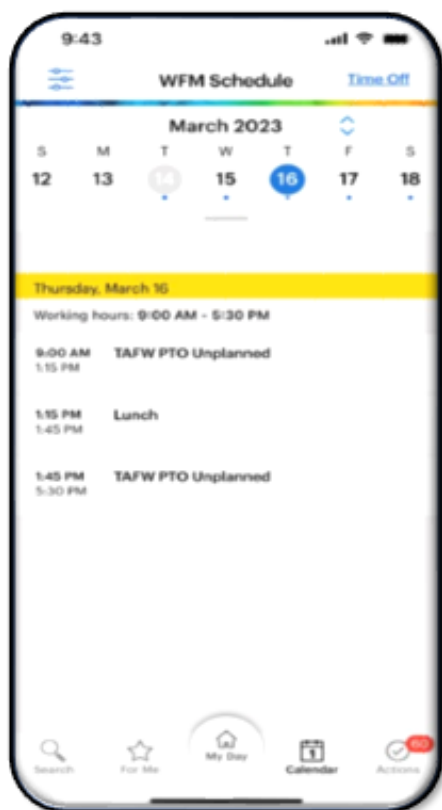 9:43
WFM Schedule Time Off
March 2023
S M T W T F S
12 13 14 15 16 17 18
Thursday, March 16
Working hours: 9:00 AM - 5:30 PM
9:00 AM TAFW PTO Unplanned
1:15 PM
1:15 PM Lunch
1:45 PM
1:45 PM TAFW PTO Unplanned
5:30 PM
60
1
Search For Me My Day Calendar Actions